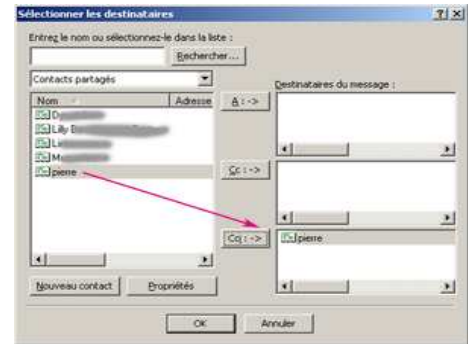 Sélectionner les destinataires
Entrez le nom ou sélectionnez-le dans la liste :
Rechercher...
Contacts partagés
Destinataires du message :
Nom
Adresse
A : ->
Lilly
pierre
Cc : ->
Cci : ->
pierre
Nouveau contact
Propriétés
OK
Annuler